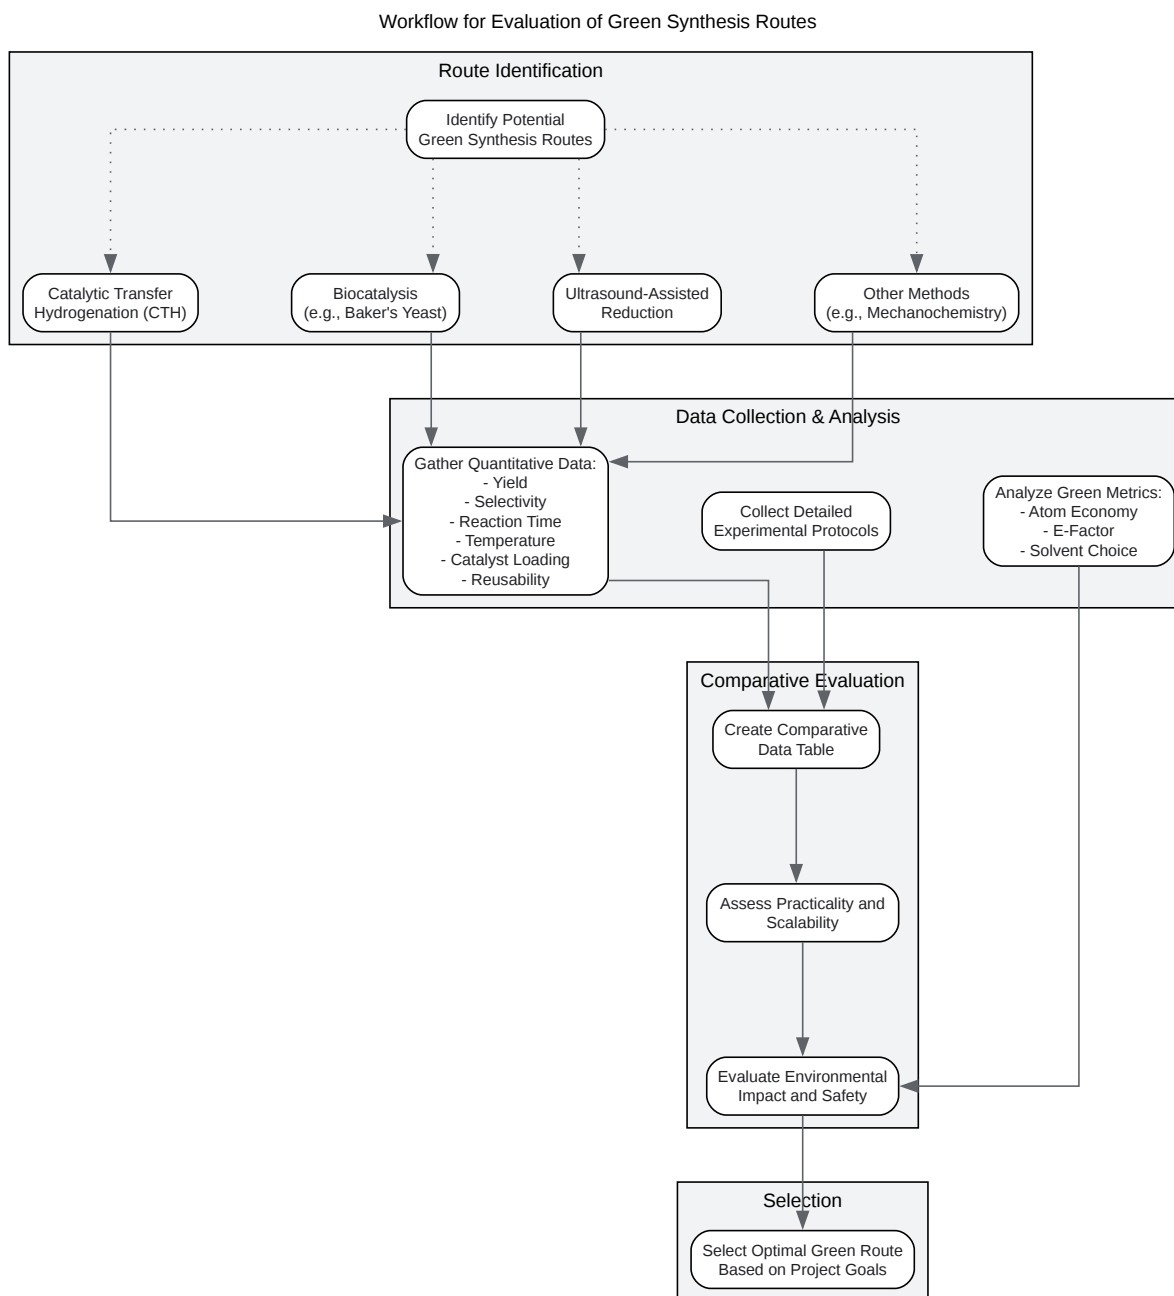 Workflow for Evaluation of Green Synthesis Routes
Route Identification
Identify Potential
Green Synthesis Routes
Catalytic Transfer
Hydrogenation (CTH)
Biocatalysis
(e.g., Baker's Yeast)
Ultrasound-Assisted
Reduction
Other Methods
(e.g., Mechanochemistry)
Data Collection & Analysis
Gather Quantitative Data:
- Yield
- Selectivity
- Reaction Time
- Temperature
- Catalyst Loading
- Reusability
Collect Detailed
Experimental Protocols
Analyze Green Metrics:
- Atom Economy
- E-Factor
- Solvent Choice
Comparative Evaluation
Create Comparative
Data Table
Assess Practicality and
Scalability
Evaluate Environmental
Impact and Safety
Selection
Select Optimal Green Route
Based on Project Goals